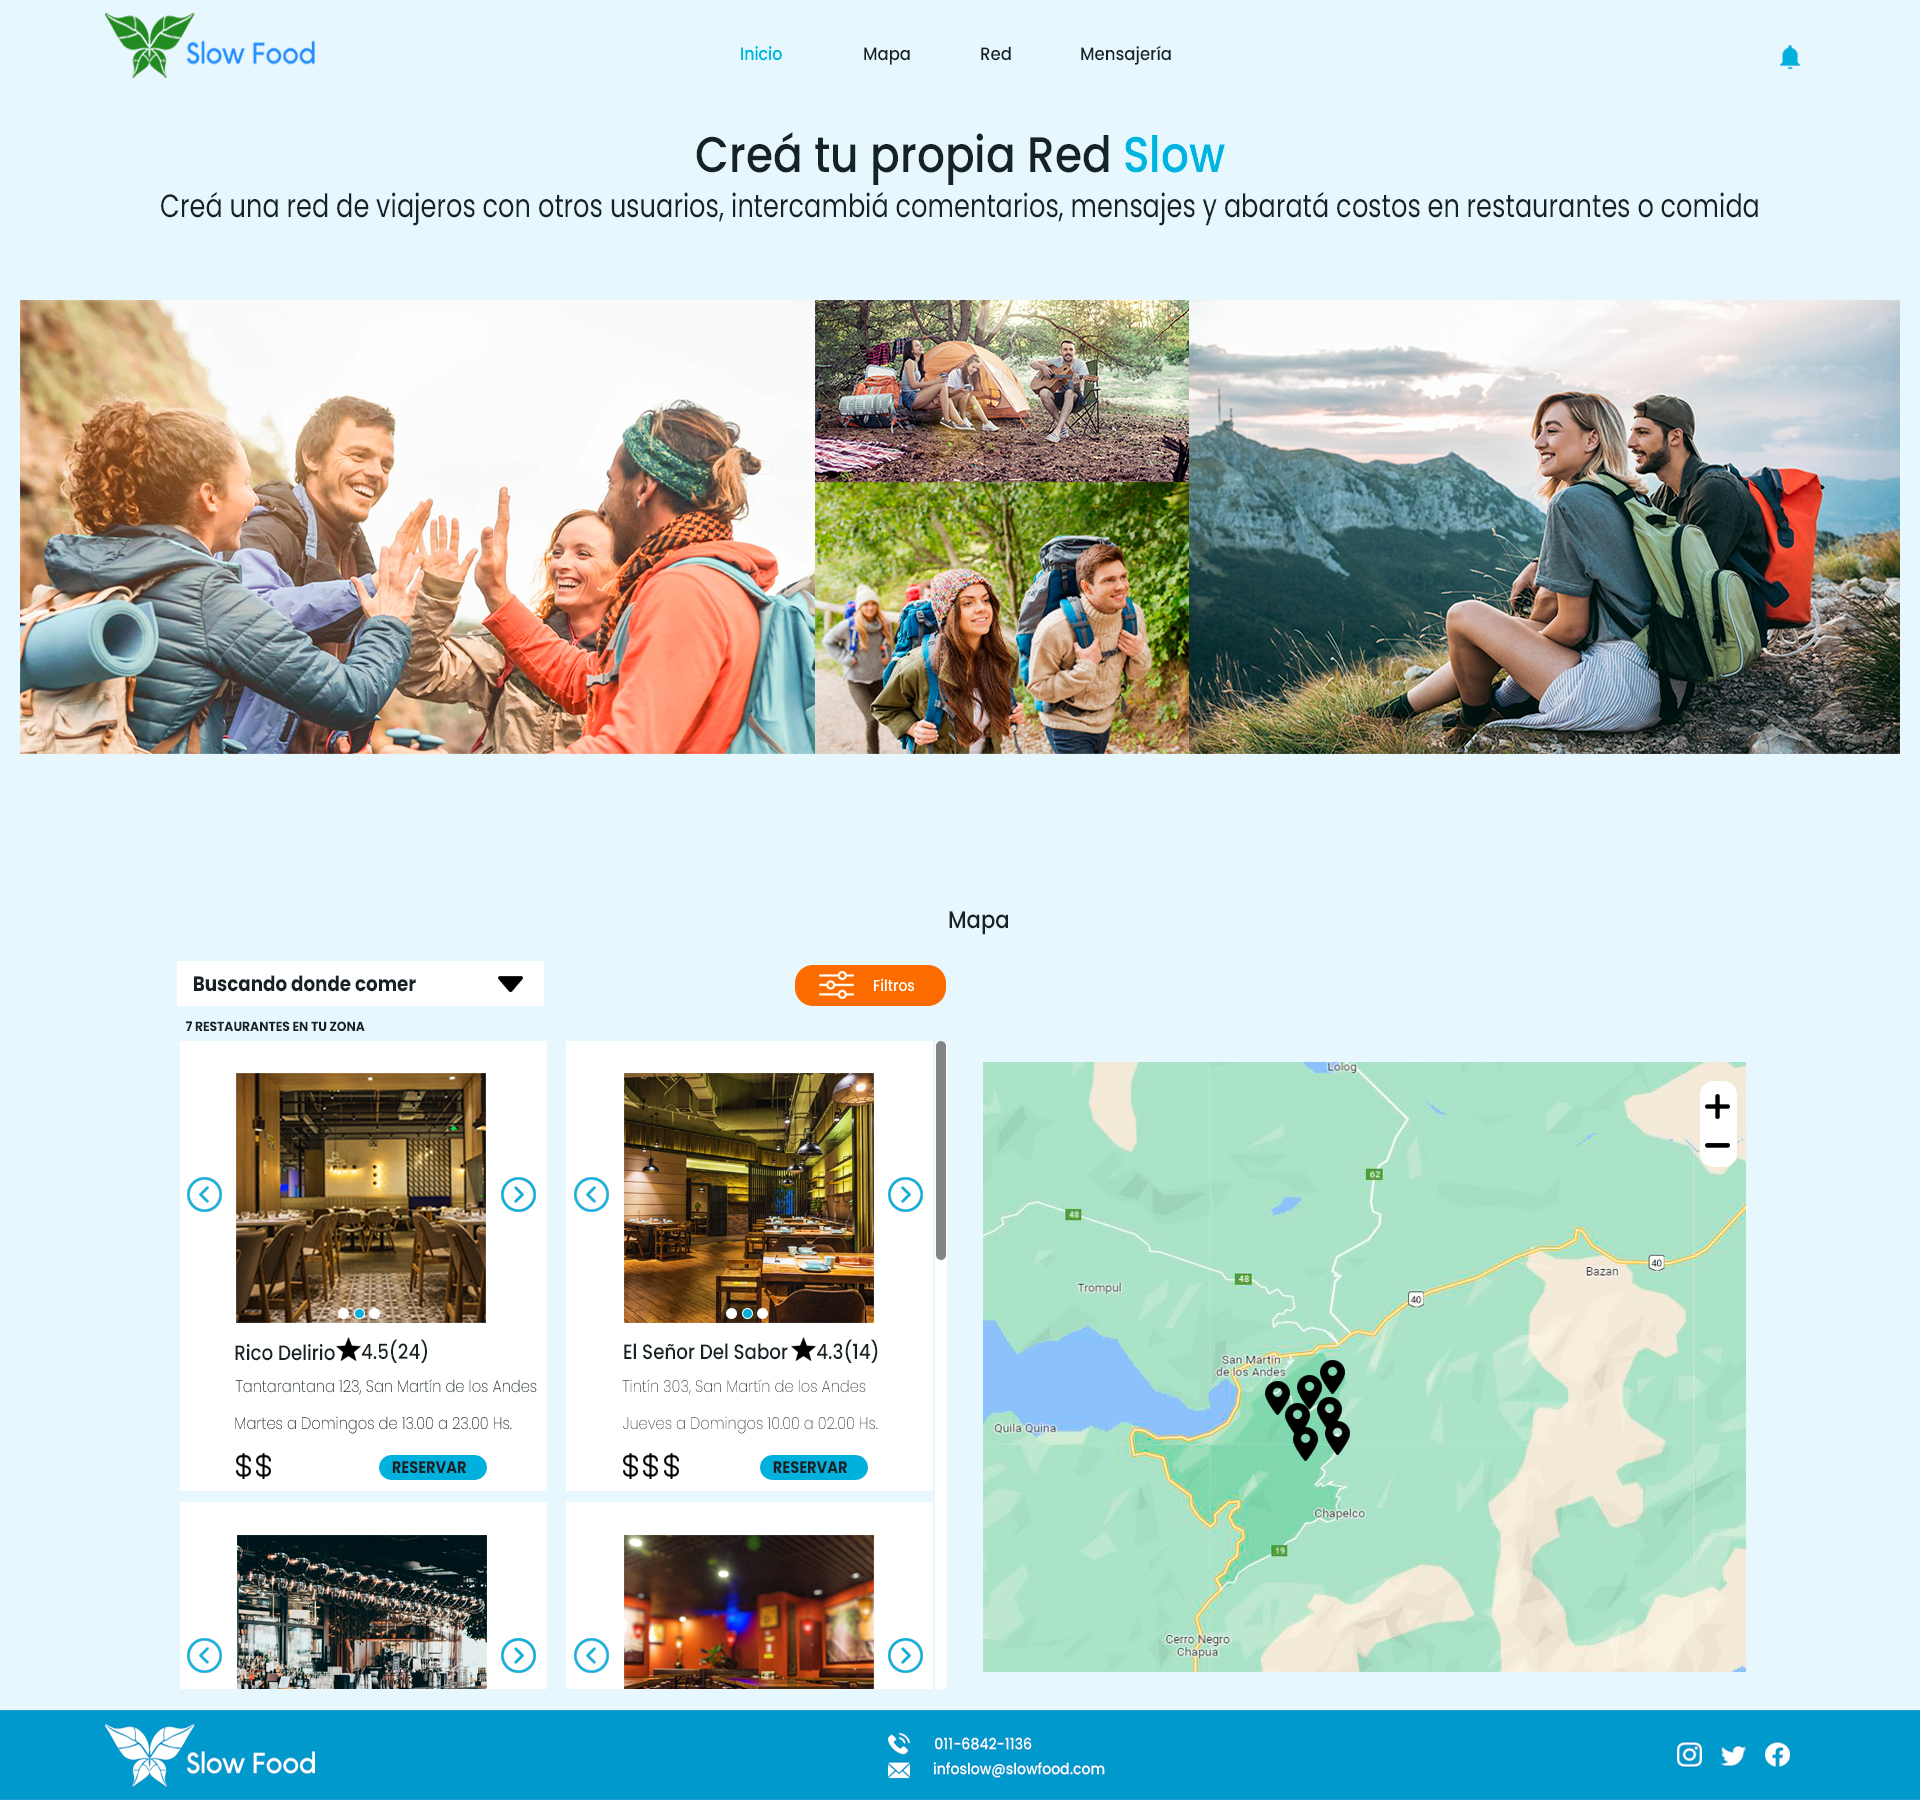 Slow Food
Inicio
Mapa
Red
Mensajería
Creá tu propia Red Slow
Creá una red de viajeros con otros usuarios, intercambiá comentarios, mensajes y abaratá costos en restaurantes o comida
Mapa
Buscando donde comer
Filtros
7 RESTAURANTES EN TU ZONA
Rico Delirio 4.5(24)
Tantarantana 123, San Martín de los Andes
Martes a Domingos de 13.00 a 23.00 Hs.
$$
RESERVAR
El Señor Del Sabor 4.3(14)
Tintín 303, San Martín de los Andes
Jueves a Domingos 10.00 a 02.00 Hs.
$$$
RESERVAR
Lolog
62
48
48
Trompul
Bazan
40
40
San Martín
de los Andes
Quila Quina
Chapelco
19
Cerro Negro
Chapua
Slow Food
011-6842-1136
infoslow@slowfood.com